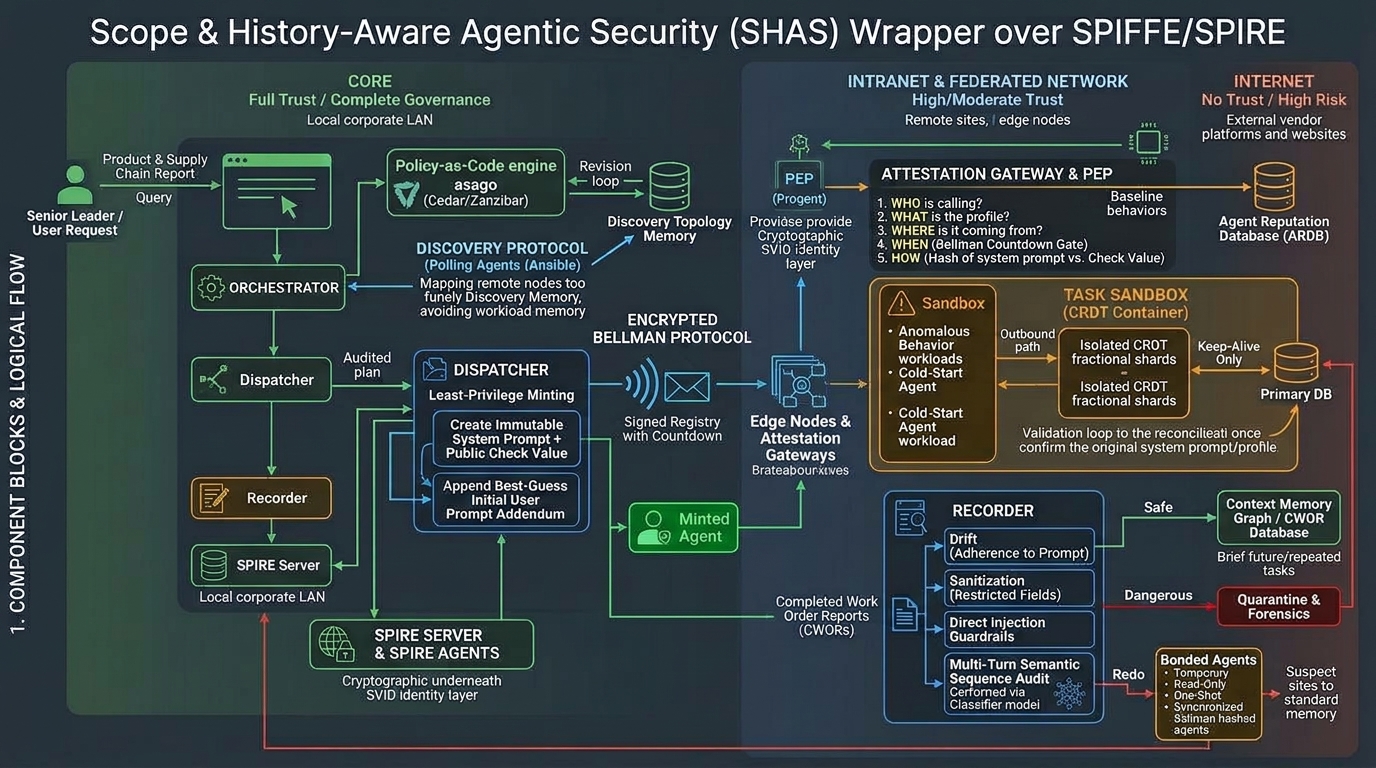 Scope & History-Aware Agentic Security (SHAS) Wrapper over SPIFFE/SPIRE
1. COMPONENT BLOCKS & LOGICAL FLOW
CORE
Full Trust / Complete Governance
Local corporate LAN
INTRANET & FEDERATED NETWORK
High/Moderate Trust
Remote sites, edge nodes
INTERNET
No Trust / High Risk
External vendor
platforms and websites
Senior Leader /
User Request
Product & Supply
Chain Report
Query
Policy-as-Code engine
asago
(Cedar/Zanzibar)
Revision
loop
Discovery Topology
Memory
ORCHESTRATOR
DISCOVERY PROTOCOL
(Polling Agents (Ansible)
Mapping remote nodes too
funely Discovery Memory,
avoiding workload memory
Dispatcher
Audited
plan
Recorder
SPIRE Server
Local corporate LAN
DISPATCHER
Least-Privilege Minting
Create Immutable
System Prompt +
Public Check Value
Append Best-Guess
Initial User
Prompt Addendum
SPIRE SERVER
& SPIRE AGENTS
Cryptographic underneath
SVID identity layer
ENCRYPTED
BELLMAN PROTOCOL
Signed Registry
with Countdown
Minted
Agent
PEP
(Progent)
Proviвse provide
Cryptographic
SVI0 identity
layer
Edge Nodes &
Attestation
Gateways
ATTESTATION GATEWAY & PEP
1. WHO is calling?
2. WHAT is the profile?
3. WHERE is it coming from?
4. WHEN (Bellman Countdown Gate)
5. HOW (Hash of system prompt vs. Check Value)
Baseline
behaviors
Agent Reputation
Database (ARDB)
Sandbox
• Anomalous
Behavior
workloads
• Cold-Start
Agent
• Cold-Start
Agent
workload
TASK SANDBOX
(CRDT Container)
Outbound
path
Isolated CROT
fractional shards
Isolated CRDT
fractional shards
Keep-Alive
Only
Primary DB
Validation loop to the reconcilieati once
confirm the original system prompt/profile
Completed Work
Order Reports
(CWORs)
RECORDER
Drift
(Adherence to Prompt)
Sanitization
(Restricted Fields)
Direct Injection
Guardrails
Multi-Turn Semantic
Sequence Audit
Cerformed via
Classifier model
Safe
Context Memory
Graph / CWOR
Database
Brief future/repeated
tasks
Dangerous
Quarantine &
Forensics
Redo
Bonded Agents
• Tomporury
• Read-Only
• One-Shot
• Syncnronized
hashed
agents
Suspect
sites to
standard
memory